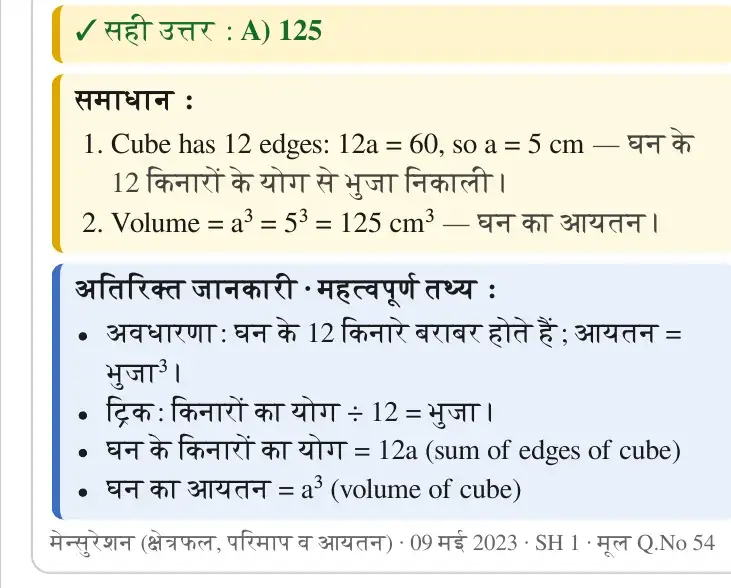 ✓ सही उत्तर : A) 125
समाधान :
1. Cube has 12 edges: 12a = 60, so a = 5 cm — घन के
12 किनारों के योग से भुजा निकाली।
2. Volume = a³ = 5³ = 125 cm³ — घन का आयतन।
अतिरिक्त जानकारी · महत्वपूर्ण तथ्य :
• अवधारणा : घन के 12 किनारे बराबर होते हैं ; आयतन =
भुजा³।
• ट्रिक : किनारों का योग ÷ 12 = भुजा।
• घन के किनारों का योग = 12a (sum of edges of cube)
• घन का आयतन = a³ (volume of cube)
मेन्सुरेशन (क्षेत्रफल, परिमाप व आयतन) · 09 मई 2023 · SH 1 · मूल Q.No 54